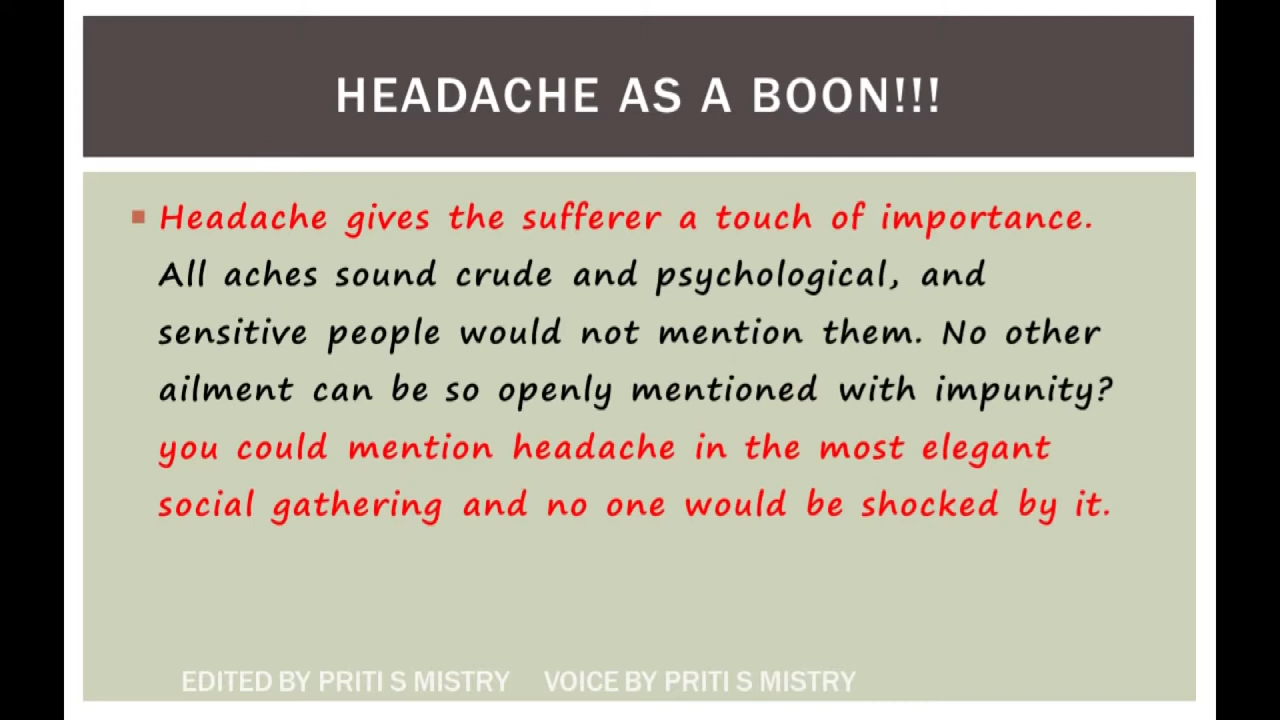 HEADACHE AS A BOON!!!
Headache gives the sufferer a touch of importance.
All aches sound crude and psychological, and
sensitive people would not mention them. No other
ailment can be so openly mentioned with impunity?
you could mention headache in the most elegant
social gathering and no one would be shocked by it.
EDITED BY PRITI S MISTRY VOICE BY PRITI S MISTRY